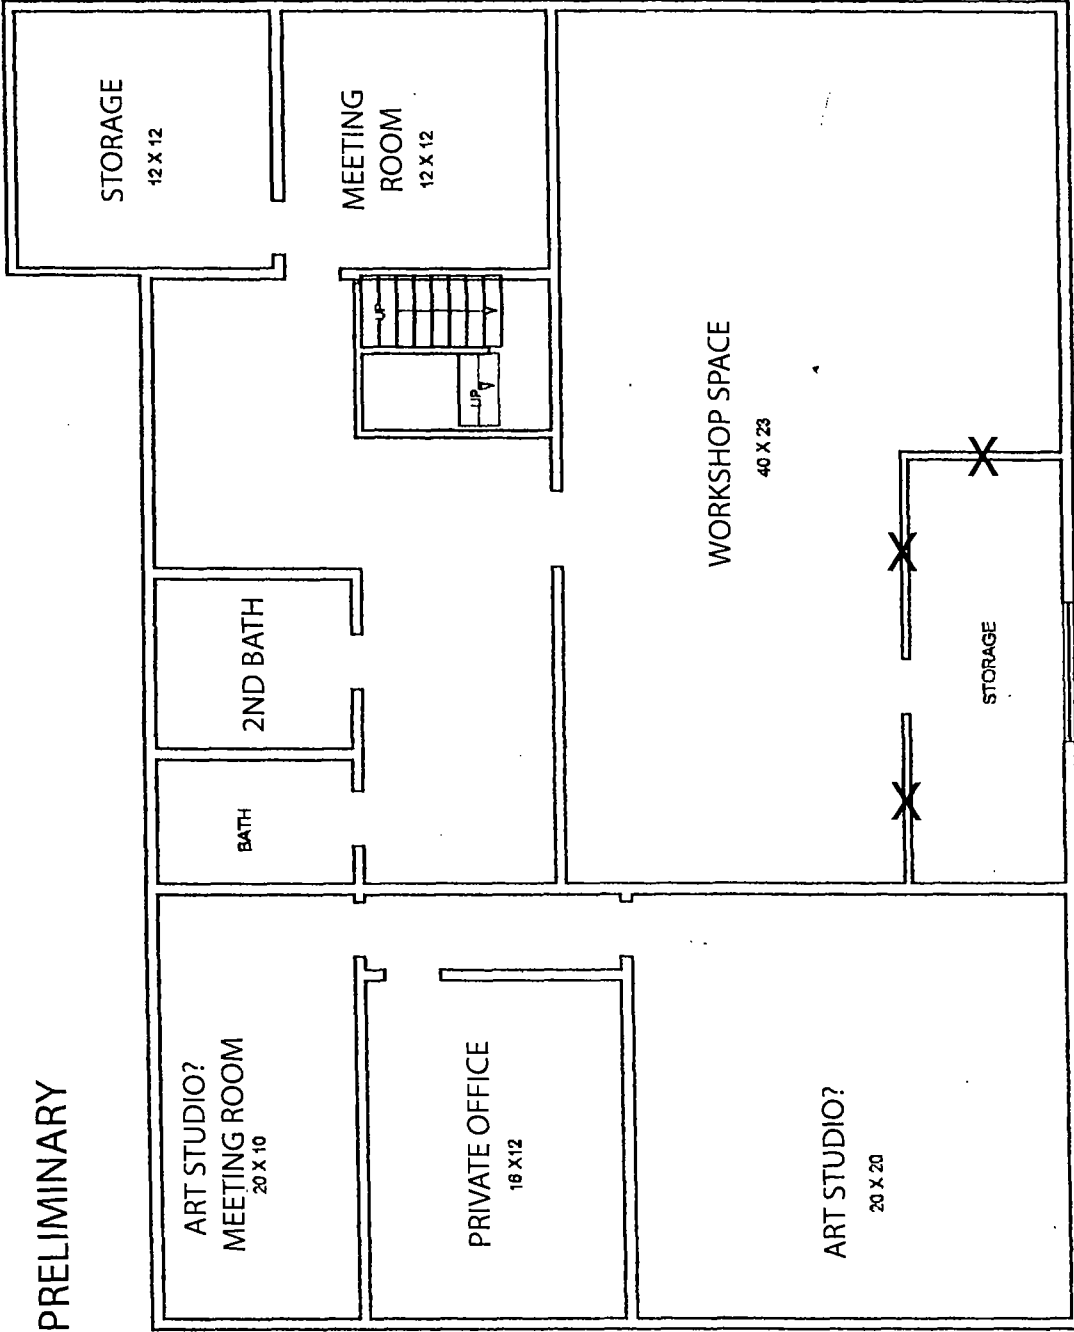 PRELIMINARY
ART STUDIO?
MEETING ROOM
20 X 10
BATH
2ND BATH
STORAGE
12 X 12
MEETING
ROOM
12 X 12
PRIVATE OFFICE
16 X12
UP
UP
ART STUDIO?
20 X 20
WORKSHOP SPACE
40 X 23
STORAGE
X
X
X